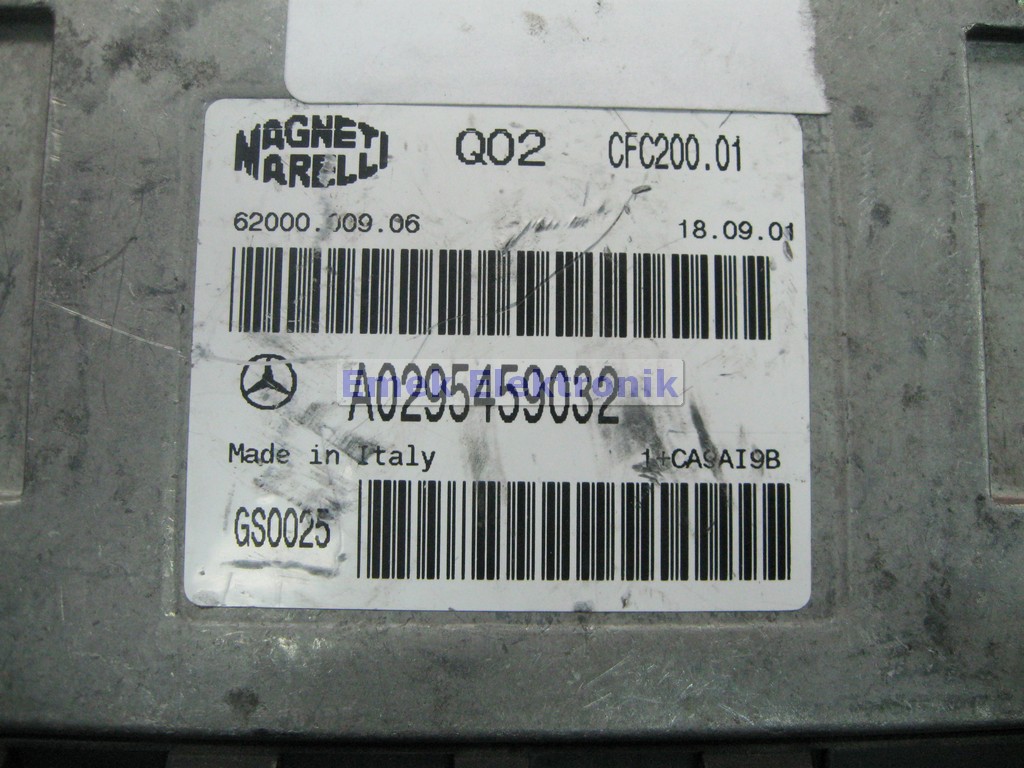 MAGNETI
MARELLI
Q02 CFC200.01
62000.009.06 18.09.01
A0295459032
Emek Elektronik
Made in Italy 1+CA9AI9B
GS0025